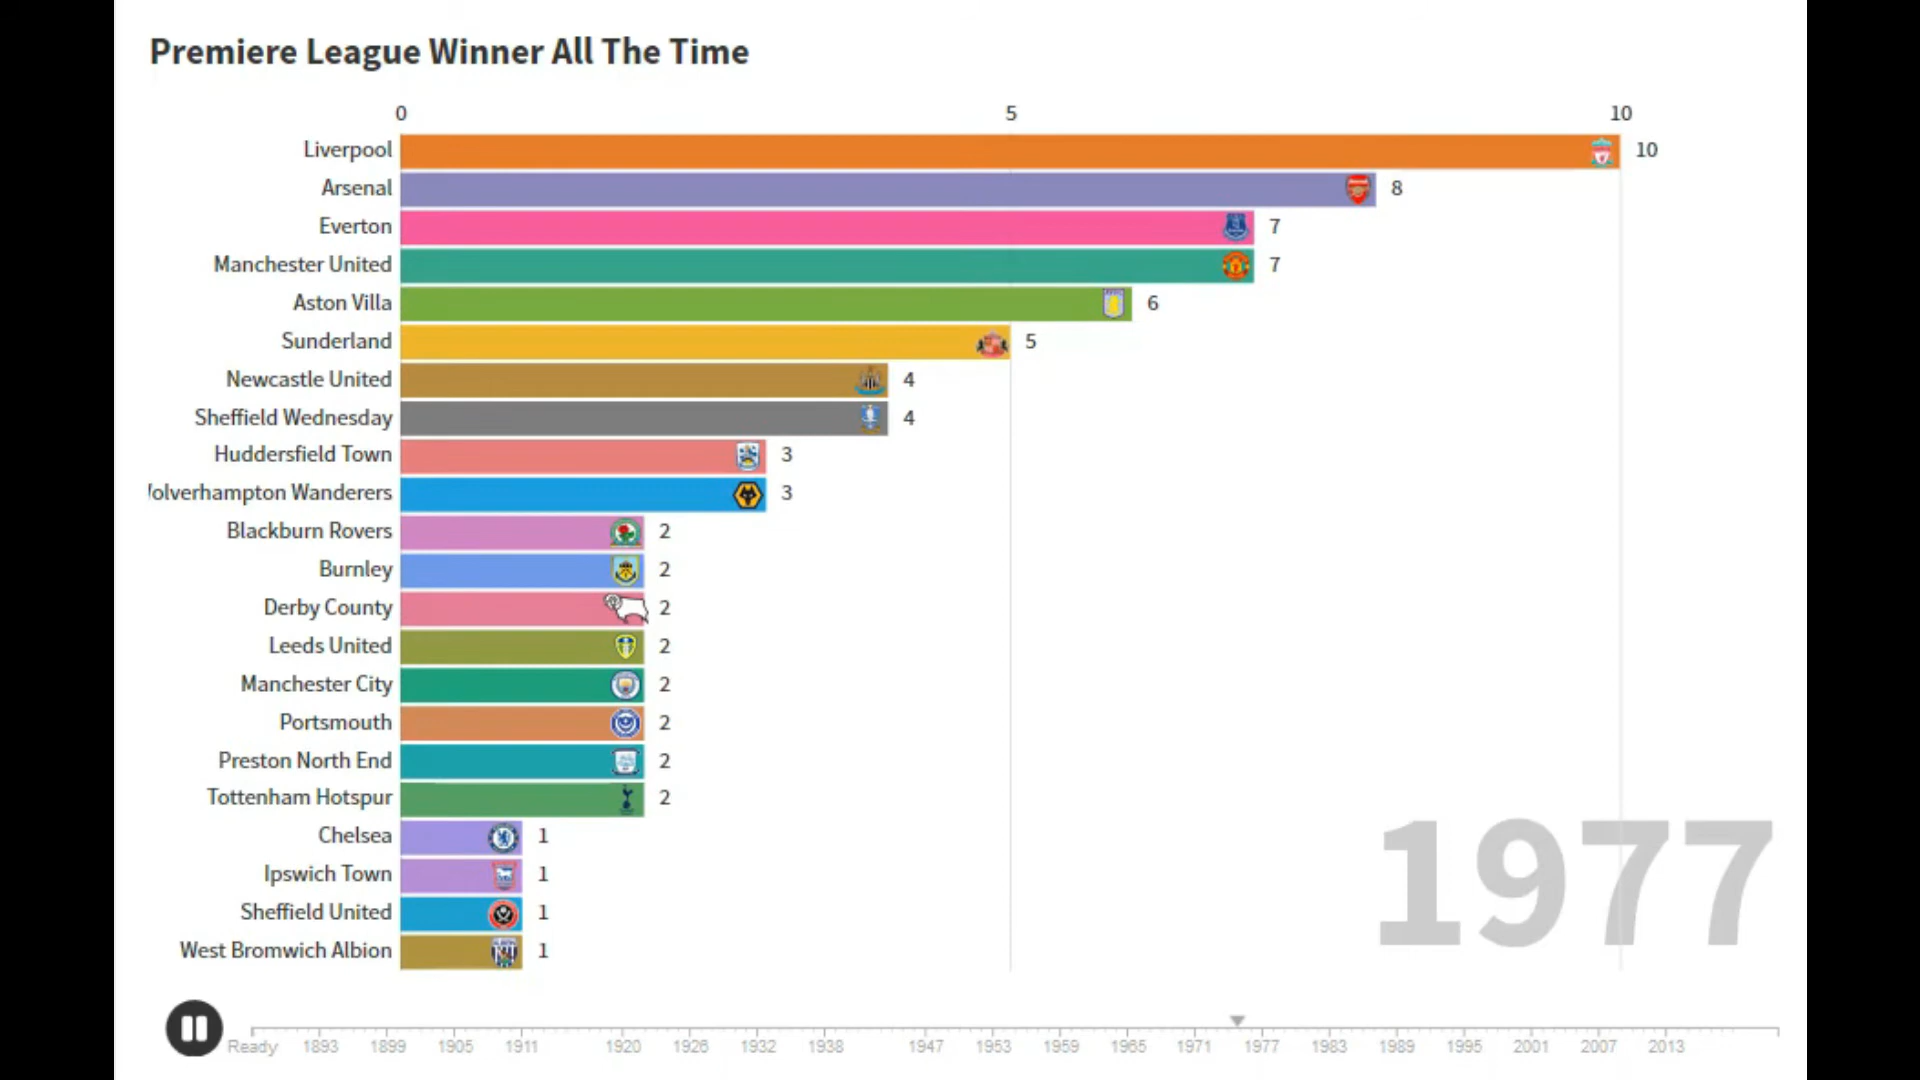 Premiere League Winner All The Time
0 5 10
Liverpool 10
Arsenal 8
Everton 7
Manchester United 7
Aston Villa 6
Sunderland 5
Newcastle United 4
Sheffield Wednesday 4
Huddersfield Town 3
olverhampton Wanderers 3
Blackburn Rovers 2
Burnley 2
Derby County 2
Leeds United 2
Manchester City 2
Portsmouth 2
Preston North End 2
Tottenham Hotspur 2
Chelsea 1
Ipswich Town 1
Sheffield United 1
West Bromwich Albion 1
1977
Ready 1893 1899 1905 1911 1920 1926 1932 1938 1947 1953 1959 1965 1971 1977 1983 1989 1995 2001 2007 2013